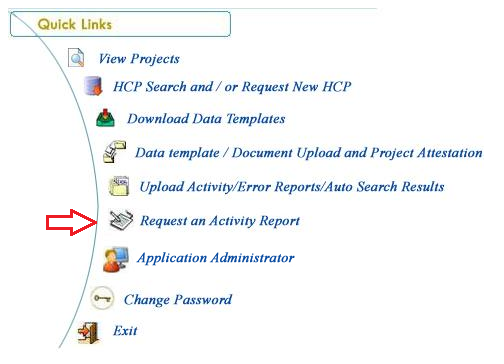 Quick Links
View Projects
HCP Search and / or Request New HCP
Download Data Templates
Data template / Document Upload and Project Attestation
Upload Activity/Error Reports/Auto Search Results
Request an Activity Report
Application Administrator
Change Password
Exit